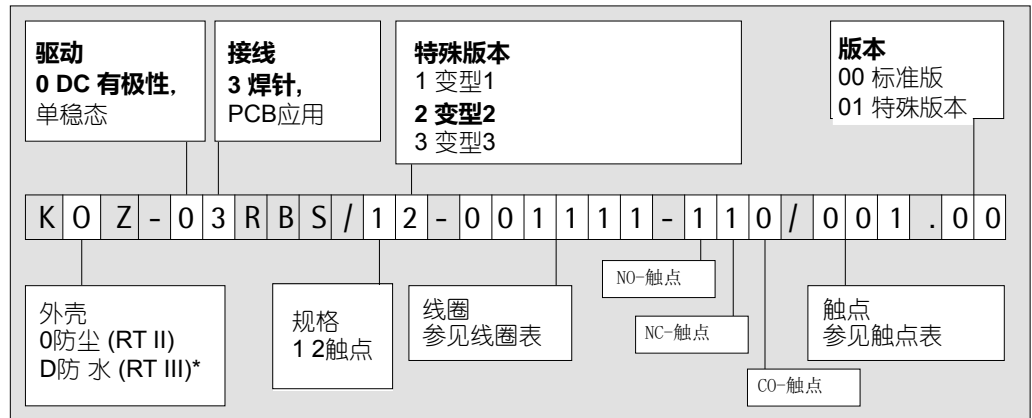 驱动
0 DC 有极性,
单稳态
接线
3 焊针,
PCB应用
特殊版本
1 变型1
2 变型2
3 变型3
版本
00 标准版
01 特殊版本
K O Z - 0 3 R B S / 1 2 - 0 0 1 1 1 1 - 1 1 0 / 0 0 1 . 0 0
外壳
0防尘 (RT II)
D防 水 (RT III)*
规格
1 2触点
线圈
参见线圈表
NO-触点
NC-触点
CO-触点
触点
参见触点表